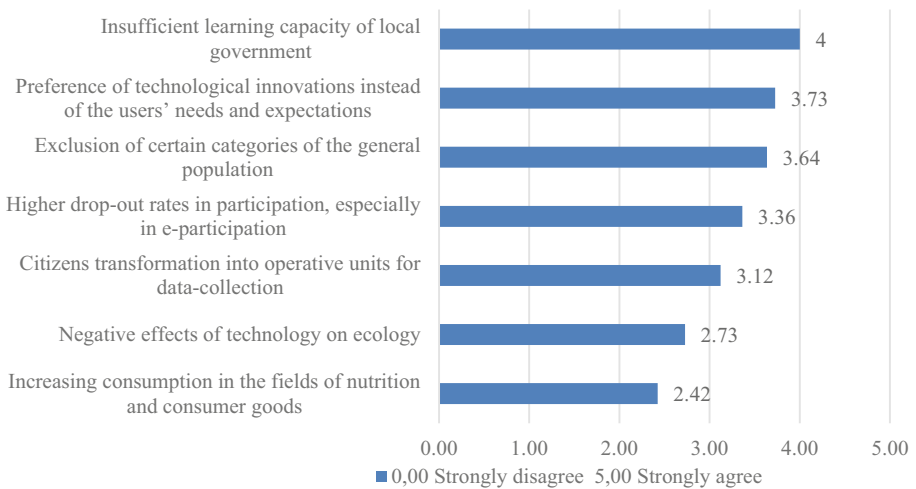 Insufficient learning capacity of local
government
4
Preference of technological innovations instead
of the users’ needs and expectations
3.73
Exclusion of certain categories of the general
population
3.64
Higher drop-out rates in participation, especially
in e-participation
3.36
Citizens transformation into operative units for
data-collection
3.12
Negative effects of technology on ecology
2.73
Increasing consumption in the fields of nutrition
and consumer goods
2.42
0.00 1.00 2.00 3.00 4.00 5.00
0,00 Strongly disagree 5,00 Strongly agree